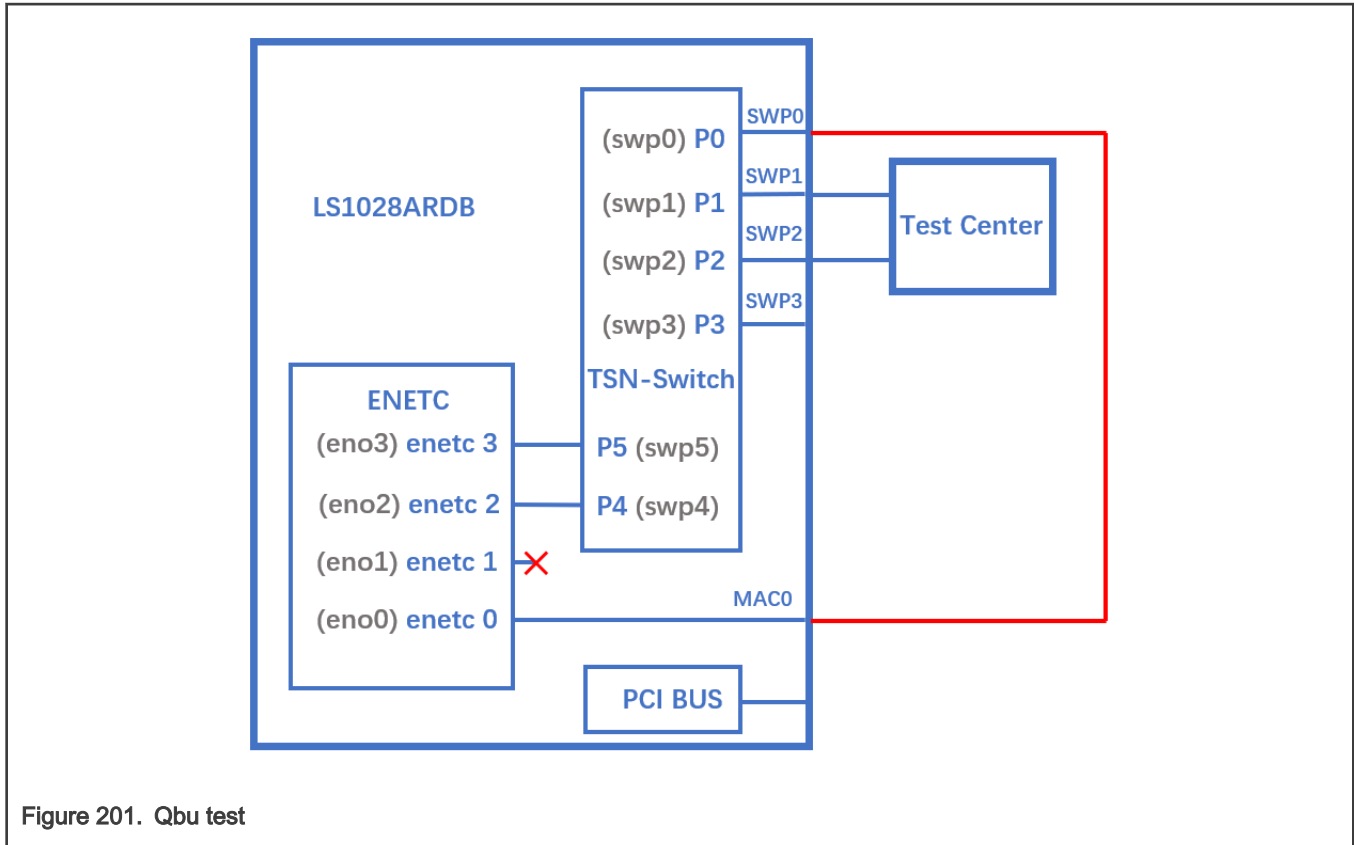 SWP0
(swp0) P0
SWP1
LS1028ARDB
(swp1) P1
Test Center
SWP2
(swp2) P2
SWP3
(swp3) P3
TSN-Switch
ENETC
(eno3) enetc 3
P5 (swp5)
(eno2) enetc 2
P4 (swp4)
(eno1) enetc 1
MAC0
(eno0) enetc 0
PCI BUS
Figure 201. Qbu test